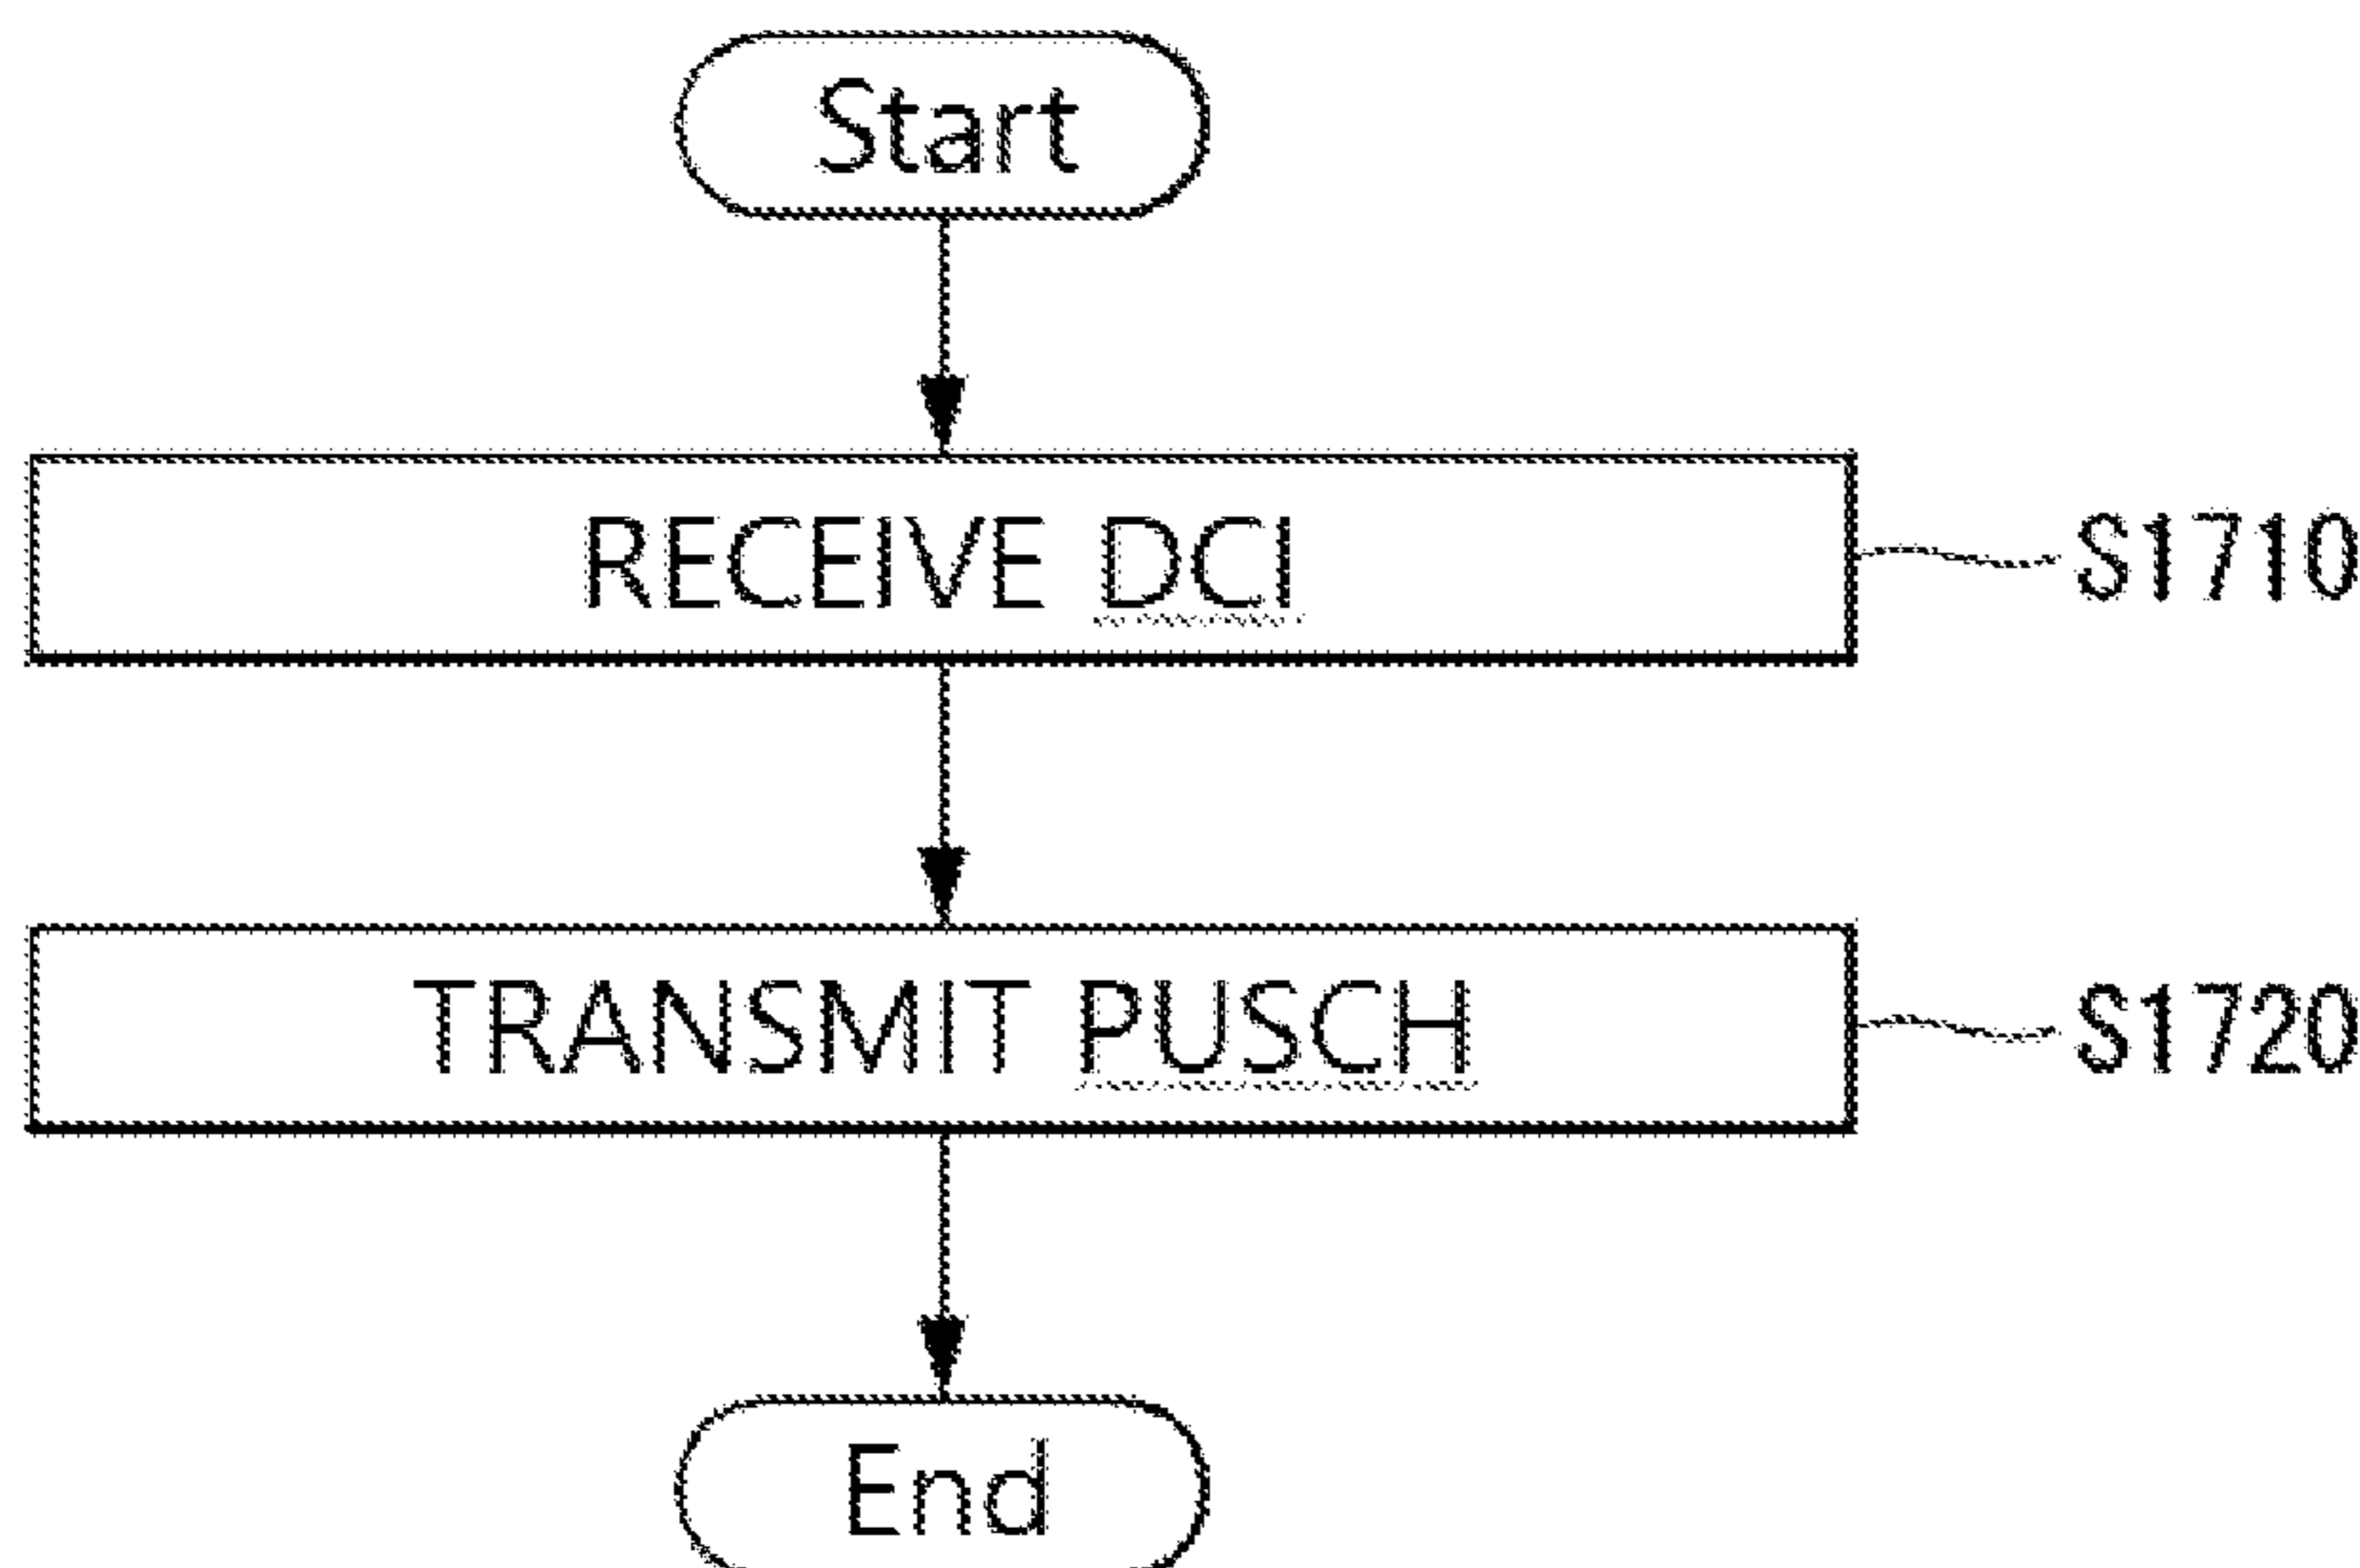 Start
RECEIVE DCI
S1710
TRANSMIT PUSCH
S1720
End